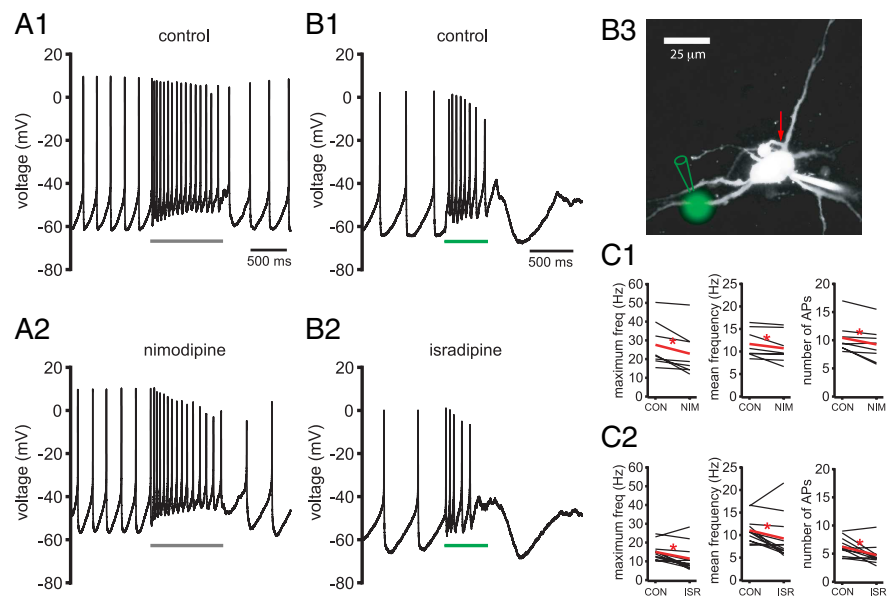 A1
control
voltage (mV)
20
0
-20
-40
-60
-80
500 ms
B1
control
voltage (mV)
20
0
-20
-40
-60
-80
500 ms
B3
25 µm
A2
nimodipine
voltage (mV)
20
0
-20
-40
-60
-80
B2
isradipine
voltage (mV)
20
0
-20
-40
-60
-80
C1
maximum freq (Hz)
60
50
40
30
20
10
0
*
CON NIM
mean frequency (Hz)
25
20
15
10
5
0
*
CON NIM
number of APs
20
15
10
5
0
*
CON NIM
C2
maximum freq (Hz)
60
50
40
30
20
10
0
*
CON ISR
mean frequency (Hz)
25
20
15
10
5
0
*
CON ISR
number of APs
20
15
10
5
0
*
CON ISR